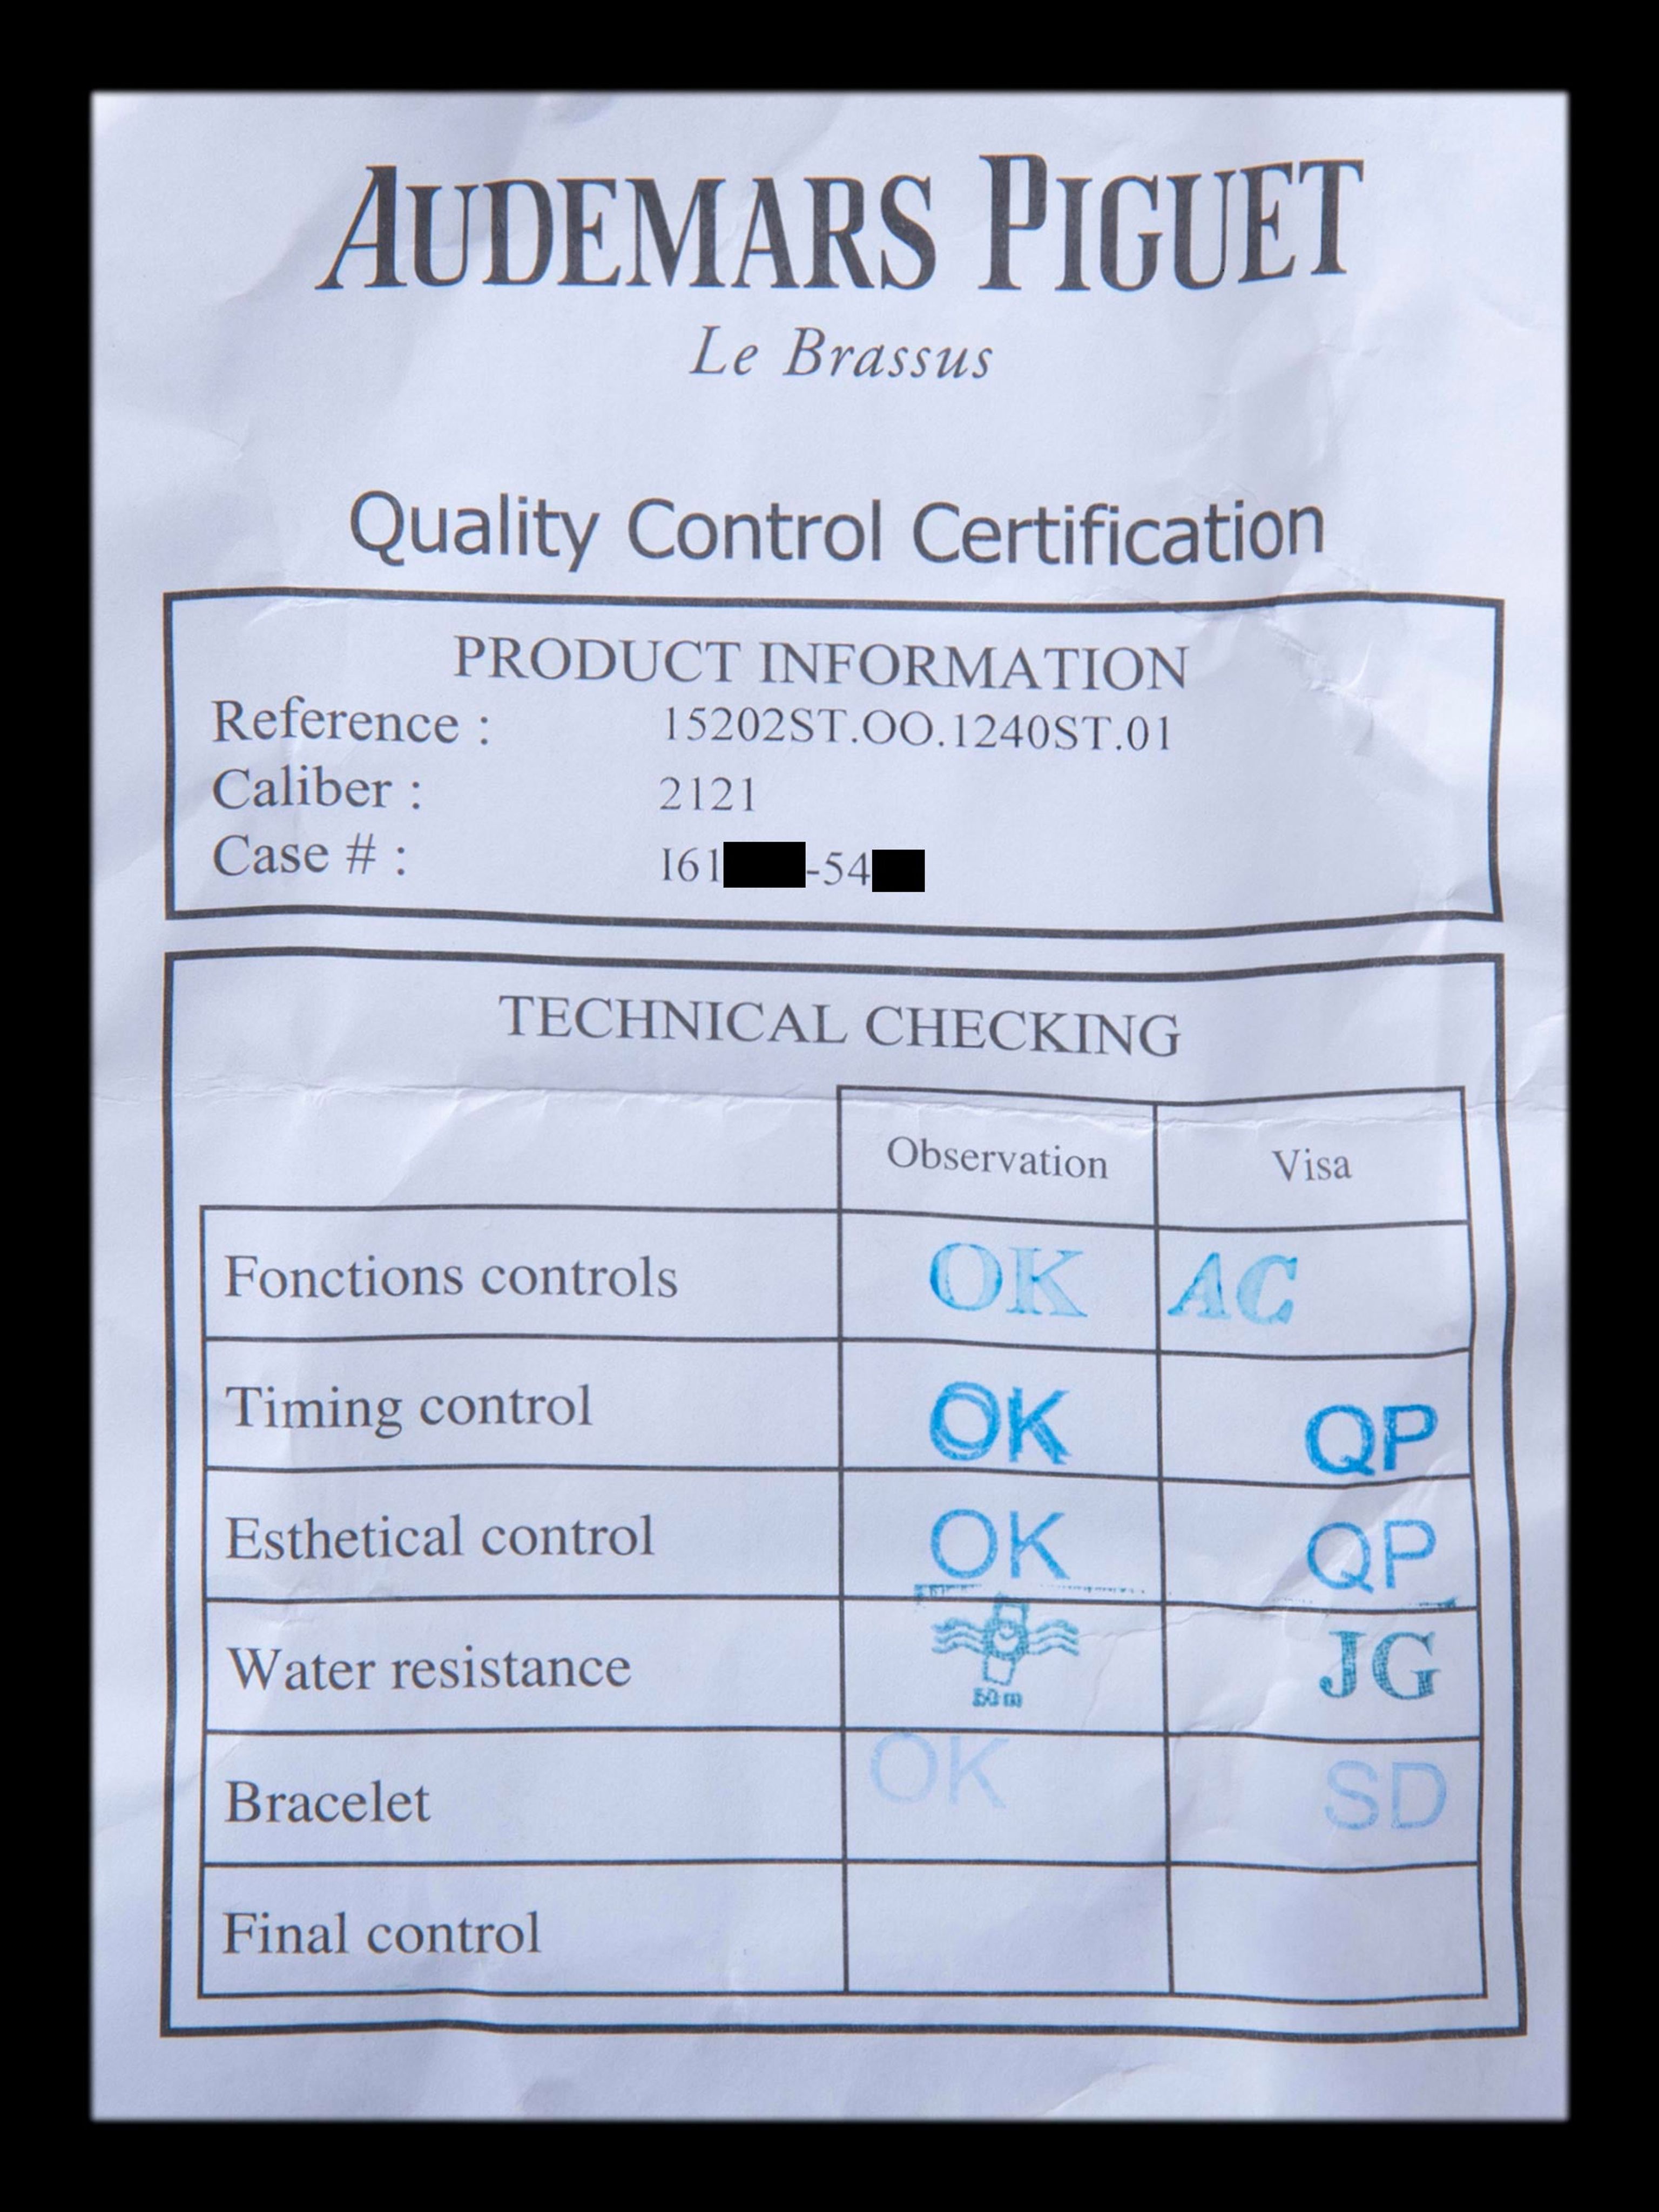 AUDEMARS PIGUET
Le Brassus
Quality Control Certification
PRODUCT INFORMATION
Reference : 15202ST.OO.1240ST.01
Caliber : 2121
Case # : I61 -54
TECHNICAL CHECKING
Observation Visa
Fonctions controls OK AC
Timing control OK QP
Esthetical control OK QP
Water resistance 50 m JG
Bracelet OK SD
Final control